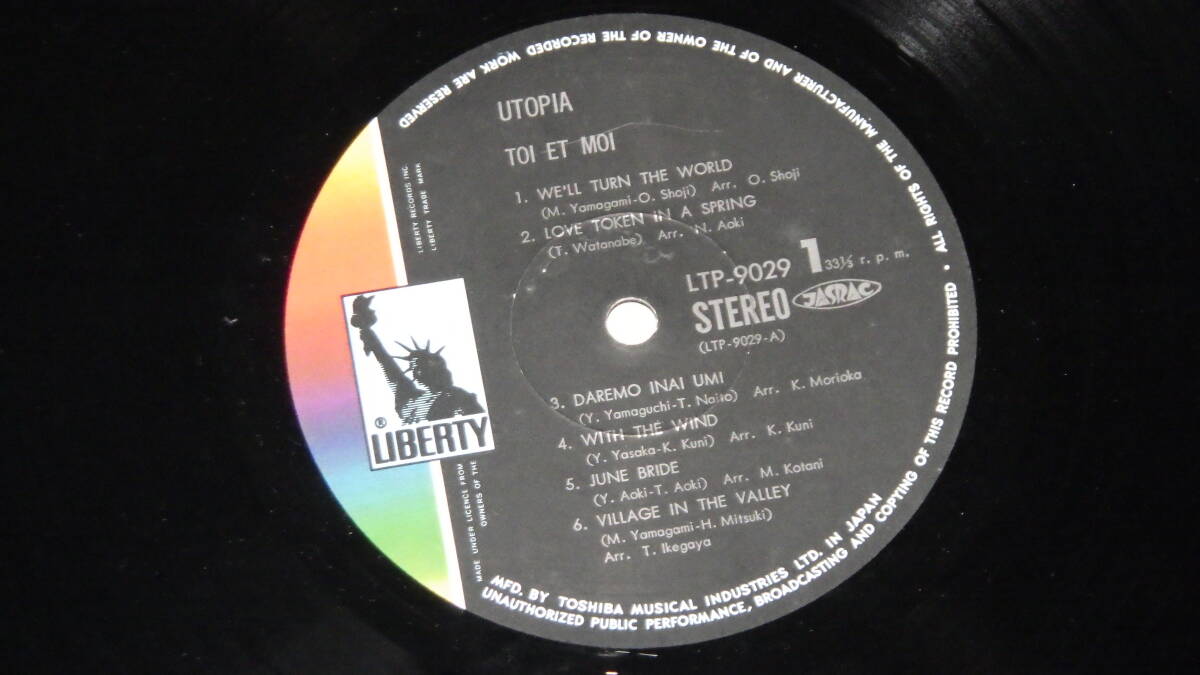 UTOPIA
TOI ET MOI
1. WE'LL TURN THE WORLD
(M. Yamagami-O. Shoji) Arr. O. Shoji
2. LOVE TOKEN IN A SPRING
(T. Watanabe) Arr. N. Aoki
LTP-9029 1 33⅓ r. p. m.
STEREO JASRAC
(LTP-9029-A)
3. DAREMO INAI UMI
(Y. Yamaguchi-T. Naito) Arr. K. Morioka
4. WITH THE WIND
(Y. Yasaka-K. Kuni) Arr. K. Kuni
5. JUNE BRIDE
(Y. Aoki-T. Aoki) Arr. M. Kotani
6. VILLAGE IN THE VALLEY
(M. Yamagami-H. Mitsuki)
Arr. T. Ikegaya
LIBERTY RECORDS INC.
LIBERTY TRADE MARK
® LIBERTY
MADE UNDER LICENCE FROM
OWNERS OF THE
MFD. BY TOSHIBA MUSICAL INDUSTRIES LTD. IN JAPAN
UNAUTHORIZED PUBLIC PERFORMANCE, BROADCASTING AND COPYING OF THIS RECORD PROHIBITED • ALL RIGHTS OF THE MANUFACTURER AND OF THE OWNER OF THE RECORDED WORK ARE RESERVED